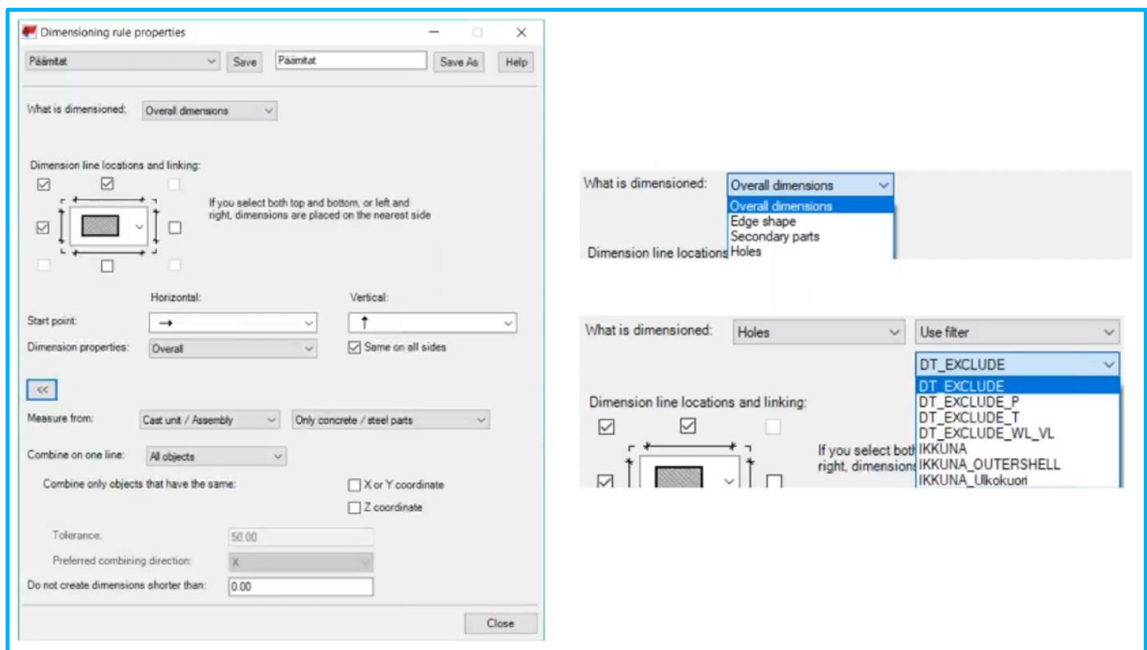 Dimensioning rule properties
Päämitat Save Päämitat Save As Help
What is dimensioned: Overall dimensions
Dimension line locations and linking:
If you select both top and bottom, or left and
right, dimensions are placed on the nearest side
Horizontal: Vertical:
Start point:
Dimension properties: Overall Same on all sides
<<
Measure from: Cast unit / Assembly Only concrete / steel parts
Combine on one line: All objects
Combine only objects that have the same: X or Y coordinate
Z coordinate
Tolerance: 50.00
Preferred combining direction: X
Do not create dimensions shorter than: 0.00
Close
What is dimensioned: Overall dimensions
Overall dimensions
Edge shape
Secondary parts
Dimension line locations Holes
What is dimensioned: Holes Use filter
DT_EXCLUDE
DT_EXCLUDE
DT_EXCLUDE_P
Dimension line locations and linking: DT_EXCLUDE_T
DT_EXCLUDE_WL_VL
If you select both IKKUNA
right, dimensions IKKUNA_OUTERSHELL
IKKUNA_Ulkokuori